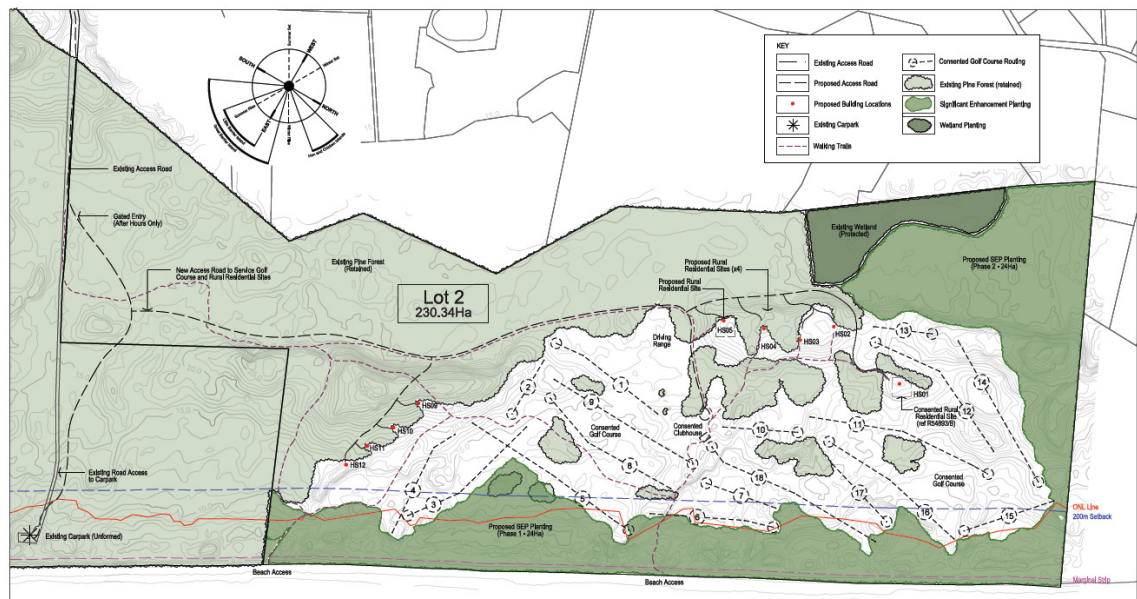 KEY
Existing Access Road
Proposed Access Road
Proposed Building Locations
Existing Carpark
Walking Trails
Consented Golf Course Routing
Existing Pine Forest (retained)
Significant Enhancement Planting
Wetland Planting
Summer Set
WEST
Winter Set
SOUTH
NORTH
EAST
Existing Access Road
Gated Entry
(After Hours Only)
New Access Road to Service Golf
Course and Rural Residential Sites
Existing Pine Forest
(Retained)
Lot 2
230.34Ha
Proposed Rural
Residential Sites (x4)
Proposed Rural
Residential Site
Existing Wetland
(Protected)
Proposed SEP Planting
(Phase 2 - 24Ha)
Driving
Range
HS05
HS04
HS03
HS02
HS01
Consented Rural
Residential Site
(ref R54893/B)
HS09
HS10
HS11
HS12
1
2
3
4
5
6
7
8
9
10
11
12
13
14
15
16
17
18
Consented
Golf Course
Consented
Clubhouse
Consented
Golf Course
Existing Road Access
to Carpark
Existing Carpark (Unformed)
Proposed SEP Planting
(Phase 1 - 24Ha)
ONL Line
200m Setback
Marginal Strip
Beach Access
Beach Access